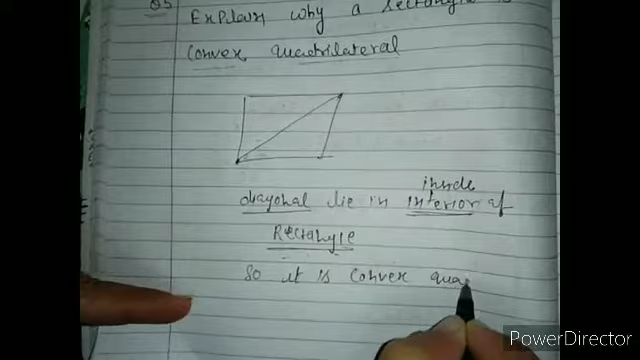 Q5 Explain why a Rectangle is
Convex quadrilateral
inside
diagonal lie in interior of
Rectangle
So it is Convex qua
PowerDirector